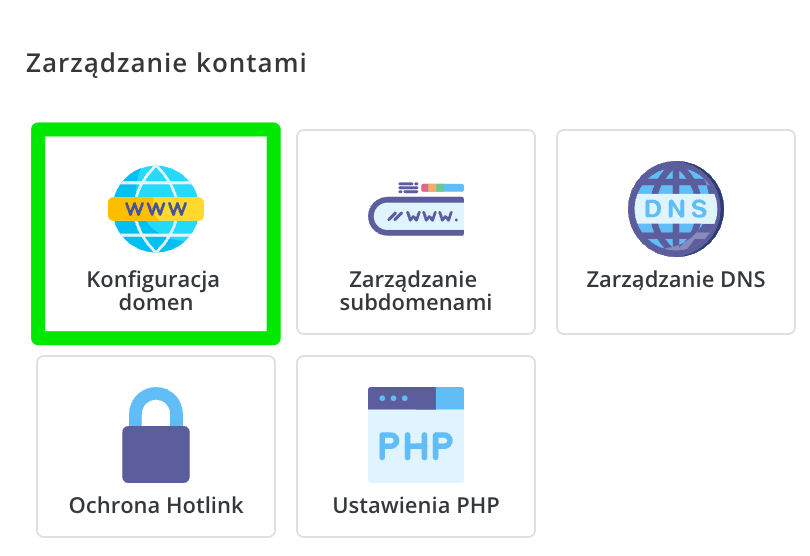 Zarządzanie kontami
WWW
Konfiguracja
domen
//WWW.
Zarządzanie
subdomenami
DNS
Zarządzanie DNS
Ochrona Hotlink
PHP
Ustawienia PHP